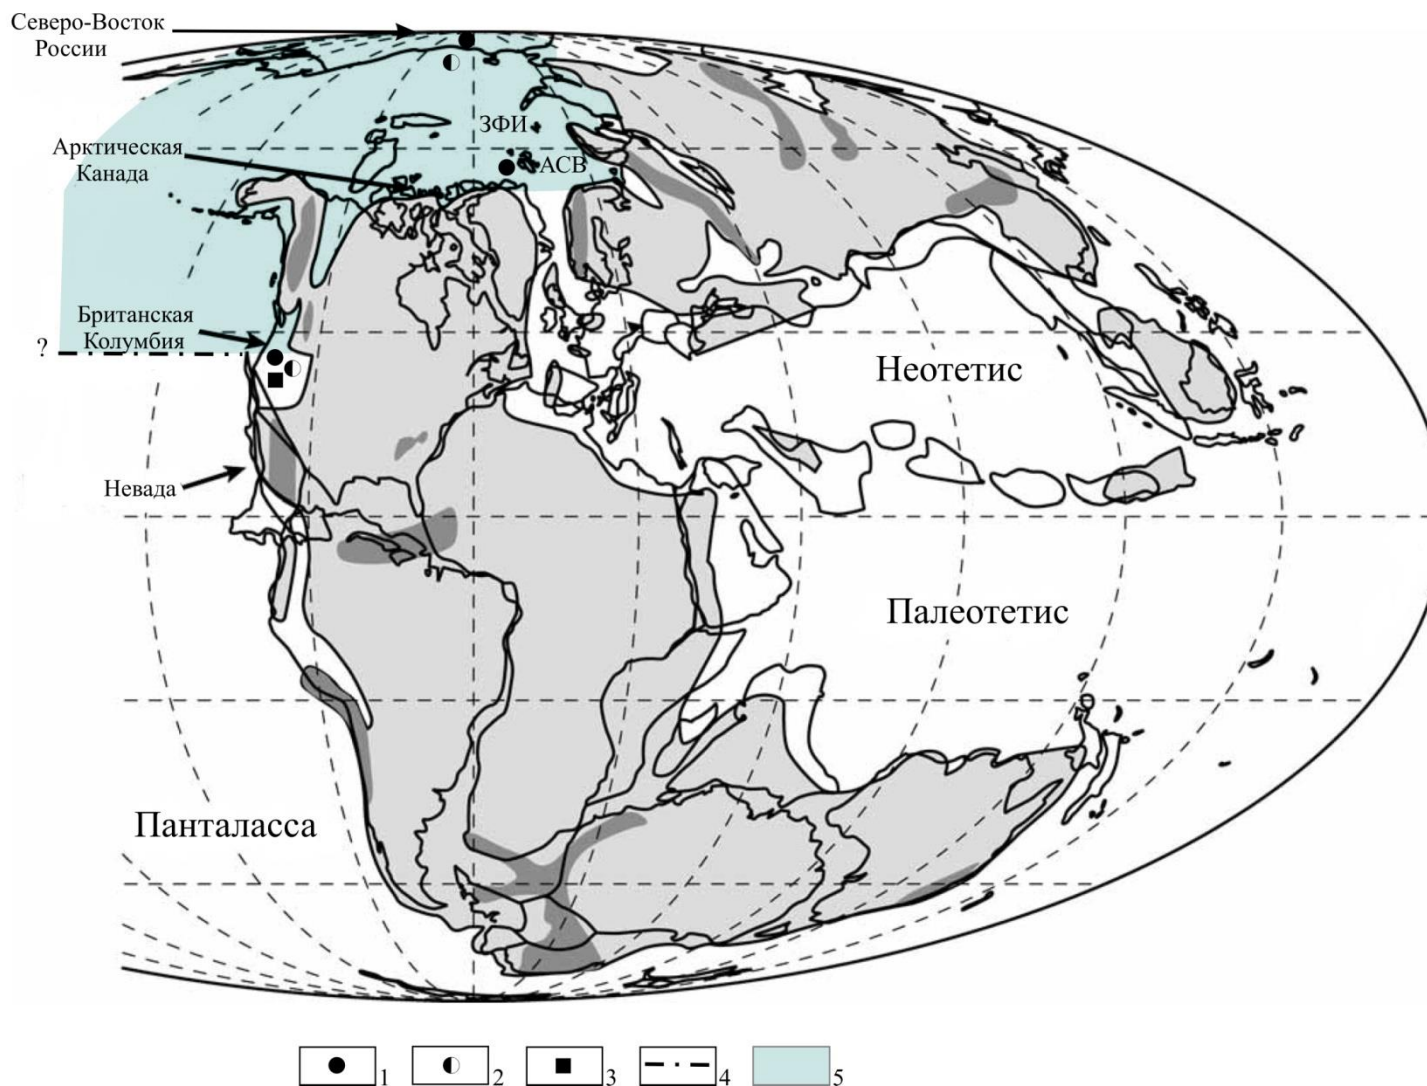 Северо-Восток
России
ЗФИ
АСВ
Арктическая
Канада
Британская
Колумбия
?
Неотетис
Невада
Палеотетис
Панталасса
1
2
3
4
5